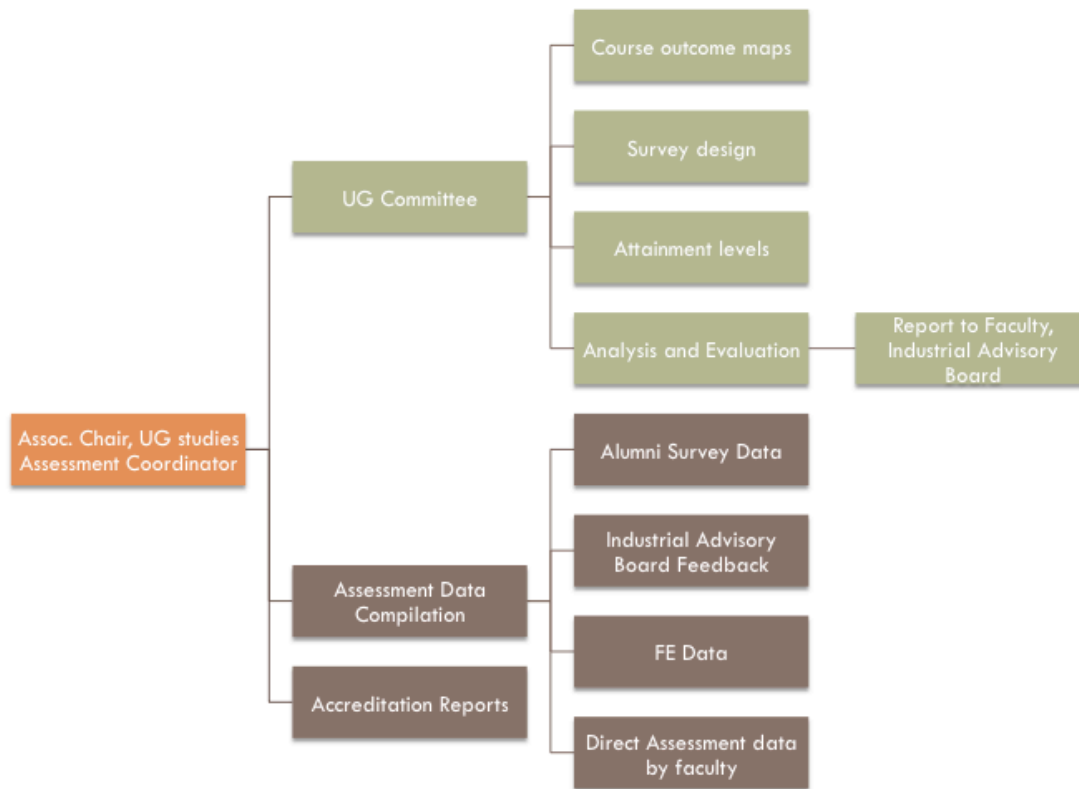 Course outcome maps
Survey design
UG Committee
Attainment levels
Analysis and Evaluation
Report to Faculty,
Industrial Advisory
Board
Assoc. Chair, UG studies
Assessment Coordinator
Alumni Survey Data
Industrial Advisory
Board Feedback
Assessment Data
Compilation
FE Data
Accreditation Reports
Direct Assessment data
by faculty